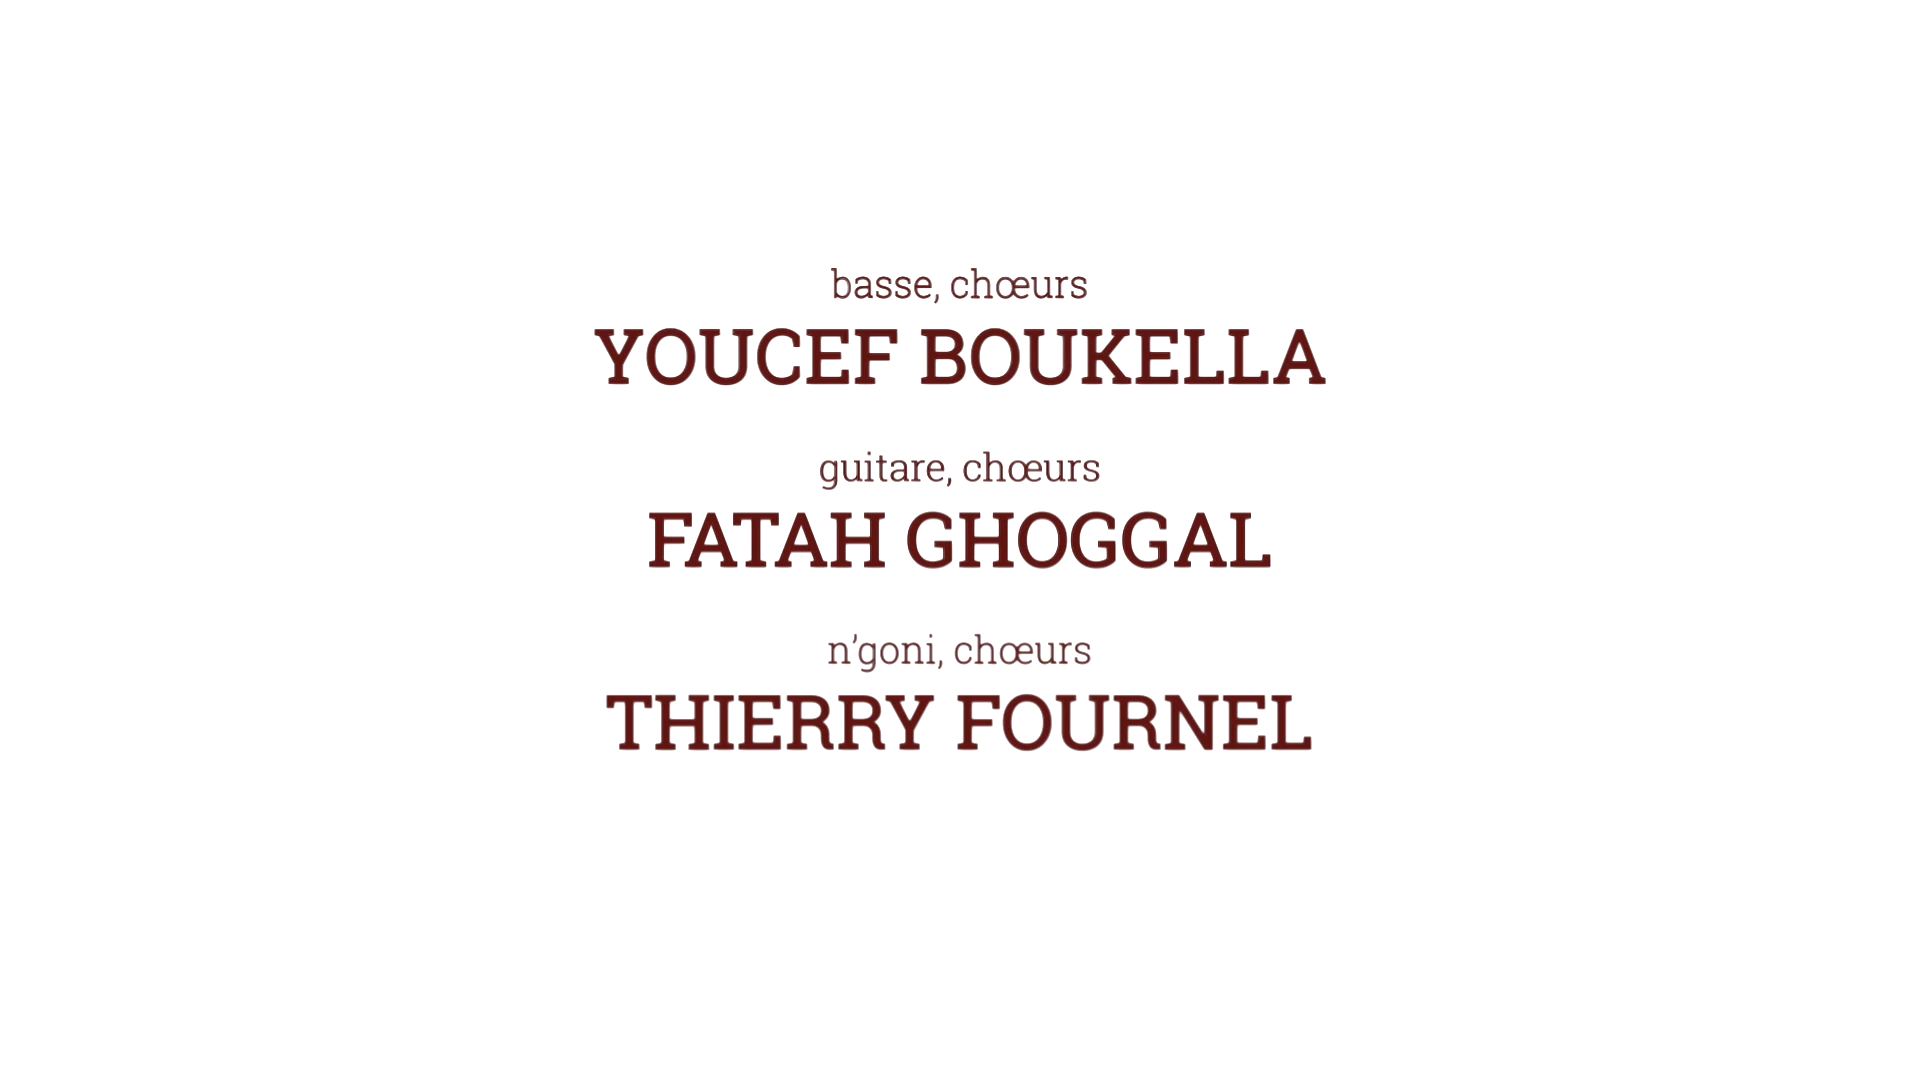 basse, chœurs
YOUCEF BOUKELLA
guitare, chœurs
FATAH GHOGGAL
n’goni, chœurs
THIERRY FOURNEL